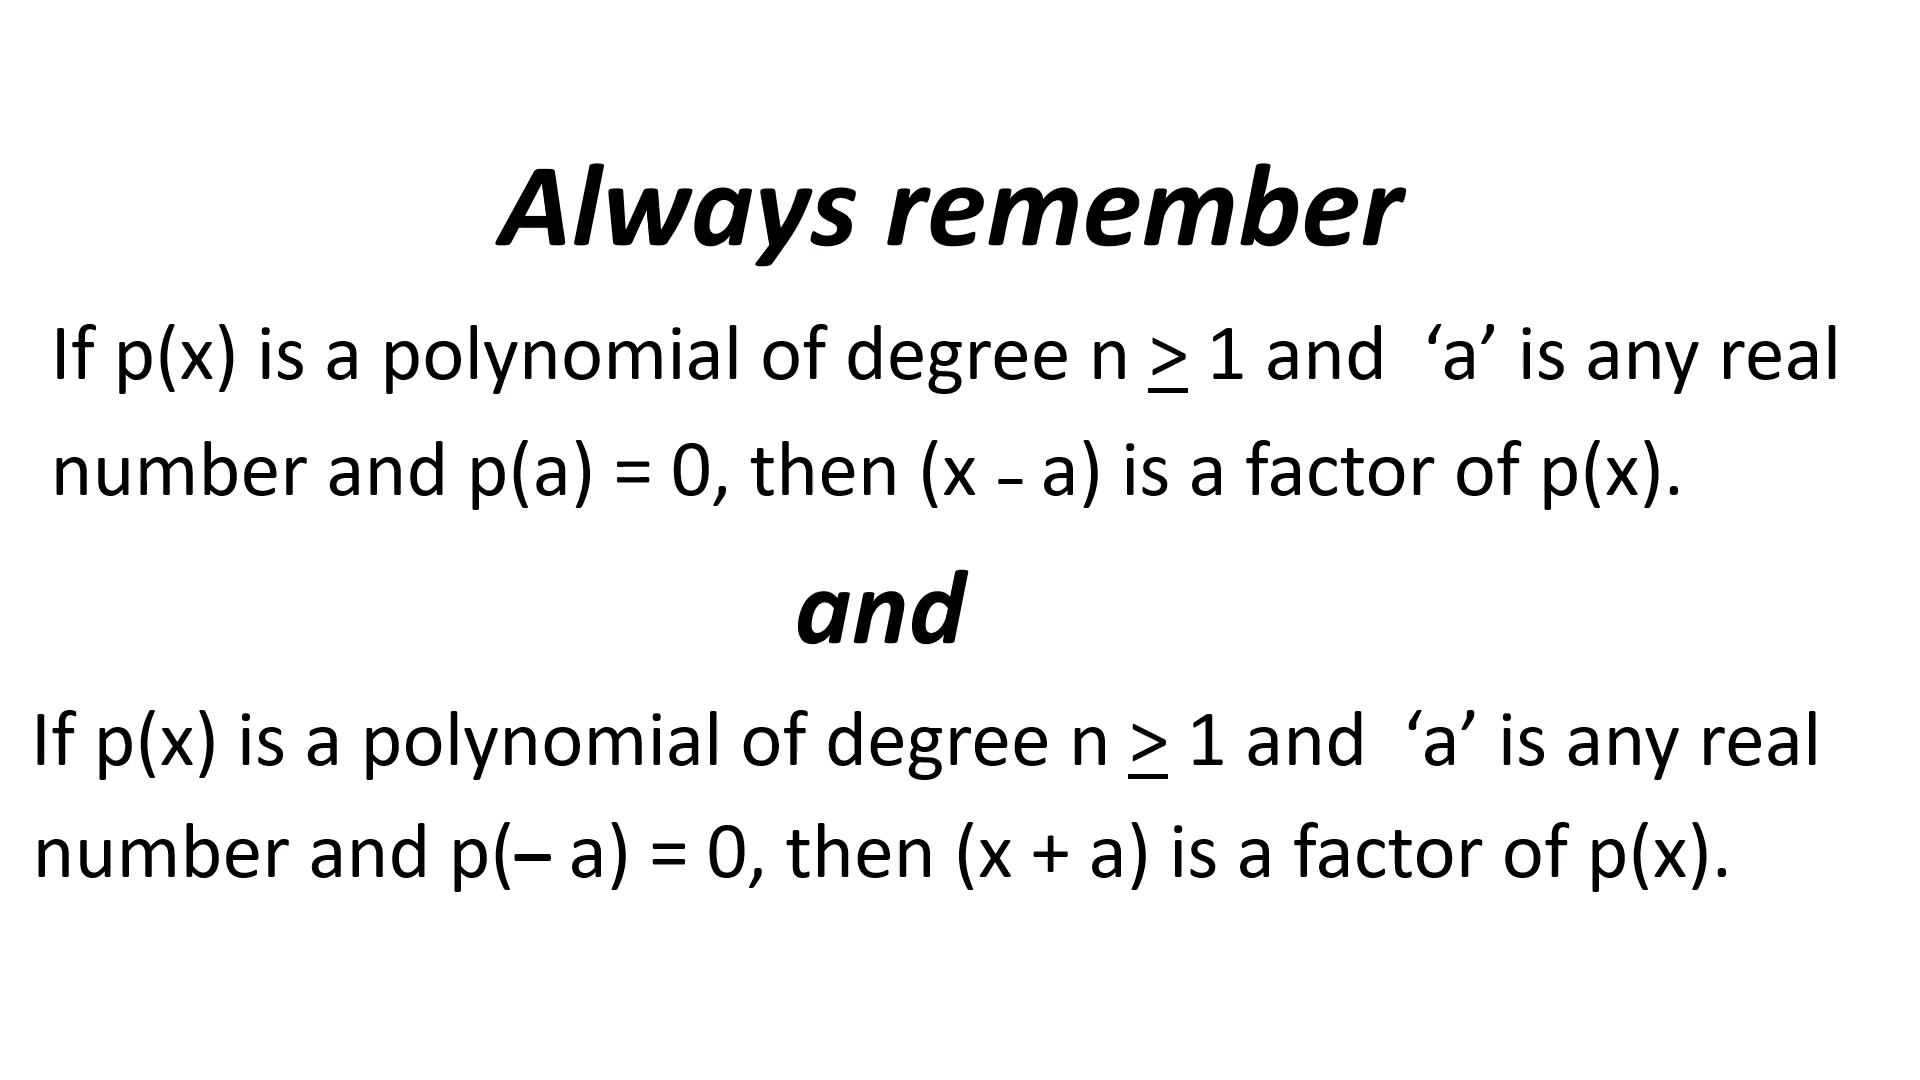 Always remember
If p(x) is a polynomial of degree n ≥ 1 and ‘a’ is any real
number and p(a) = 0, then (x – a) is a factor of p(x).
and
If p(x) is a polynomial of degree n ≥ 1 and ‘a’ is any real
number and p(– a) = 0, then (x + a) is a factor of p(x).